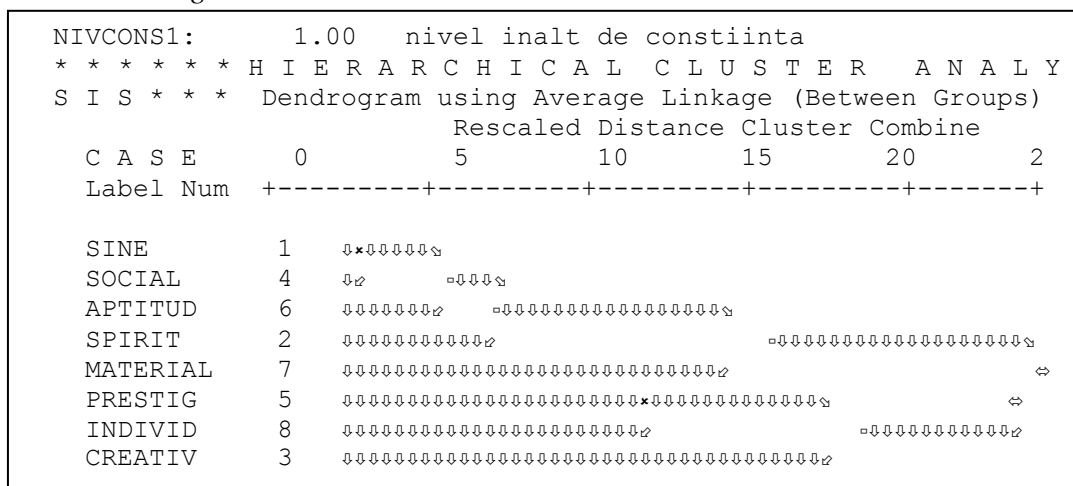 NIVCONS1: 1.00 nivel inalt de constiinta
* * * * * * H I E R A R C H I C A L C L U S T E R A N A L Y
S I S * * * Dendrogram using Average Linkage (Between Groups)
Rescaled Distance Cluster Combine
C A S E 0 5 10 15 20 2
Label Num +---------+---------+---------+---------+-------+
SINE 1 ⇩×⇩⇩⇩⇩⇩⬂
SOCIAL 4 ⇩⬃ ▫⇩⇩⇩⬂
APTITUD 6 ⇩⇩⇩⇩⇩⇩⇩⬃ ▫⇩⇩⇩⇩⇩⇩⇩⇩⇩⇩⇩⇩⇩⇩⇩⇩⇩⇩⬂
SPIRIT 2 ⇩⇩⇩⇩⇩⇩⇩⇩⇩⇩⇩⬃ ▫⇩⇩⇩⇩⇩⇩⇩⇩⇩⇩⇩⇩⇩⇩⇩⇩⇩⇩⇩⬂
MATERIAL 7 ⇩⇩⇩⇩⇩⇩⇩⇩⇩⇩⇩⇩⇩⇩⇩⇩⇩⇩⇩⇩⇩⇩⇩⇩⇩⇩⇩⇩⇩⬃ ⇔
PRESTIG 5 ⇩⇩⇩⇩⇩⇩⇩⇩⇩⇩⇩⇩⇩⇩⇩⇩⇩⇩⇩⇩⇩⇩⇩×⇩⇩⇩⇩⇩⇩⇩⇩⇩⇩⇩⇩⇩⬂ ⇔
INDIVID 8 ⇩⇩⇩⇩⇩⇩⇩⇩⇩⇩⇩⇩⇩⇩⇩⇩⇩⇩⇩⇩⇩⇩⇩⬃ ▫⇩⇩⇩⇩⇩⇩⇩⇩⇩⇩⇩⬃
CREATIV 3 ⇩⇩⇩⇩⇩⇩⇩⇩⇩⇩⇩⇩⇩⇩⇩⇩⇩⇩⇩⇩⇩⇩⇩⇩⇩⇩⇩⇩⇩⇩⇩⇩⇩⇩⇩⇩⇩⬃